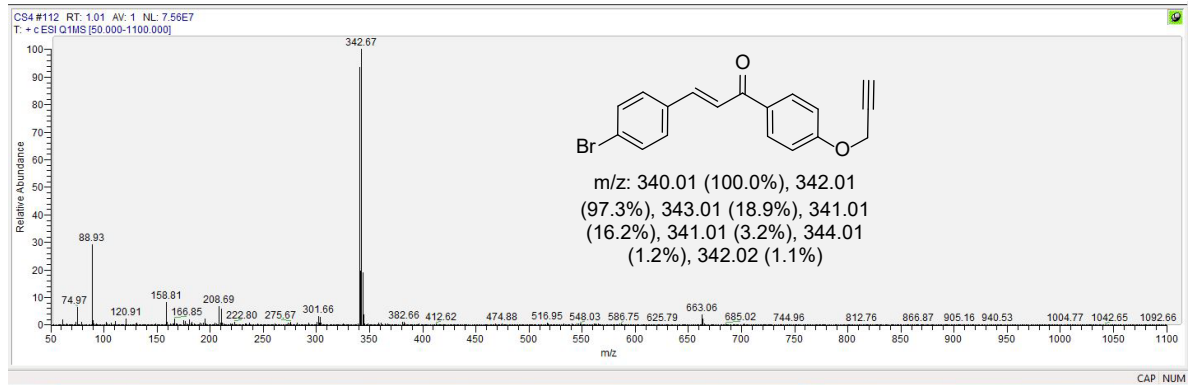 CS4 #112 RT: 1.01 AV: 1 NL: 7.56E7
T: + c ESI Q1MS [50.000-1100.000]
342.67
100
90
80
70
60
50
40
30
20
10
0
Relative Abundance
O
Br
O
m/z: 340.01 (100.0%), 342.01
(97.3%), 343.01 (18.9%), 341.01
(16.2%), 341.01 (3.2%), 344.01
(1.2%), 342.02 (1.1%)
88.93
74.97
120.91
158.81
166.85
208.69
222.80
275.67
301.66
382.66
412.62
474.88
516.95
548.03
586.75
625.79
663.06
685.02
744.96
812.76
866.87
905.16
940.53
1004.77
1042.65
1092.66
50 100 150 200 250 300 350 400 450 500 550 600 650 700 750 800 850 900 950 1000 1050 1100
m/z
CAP NUM